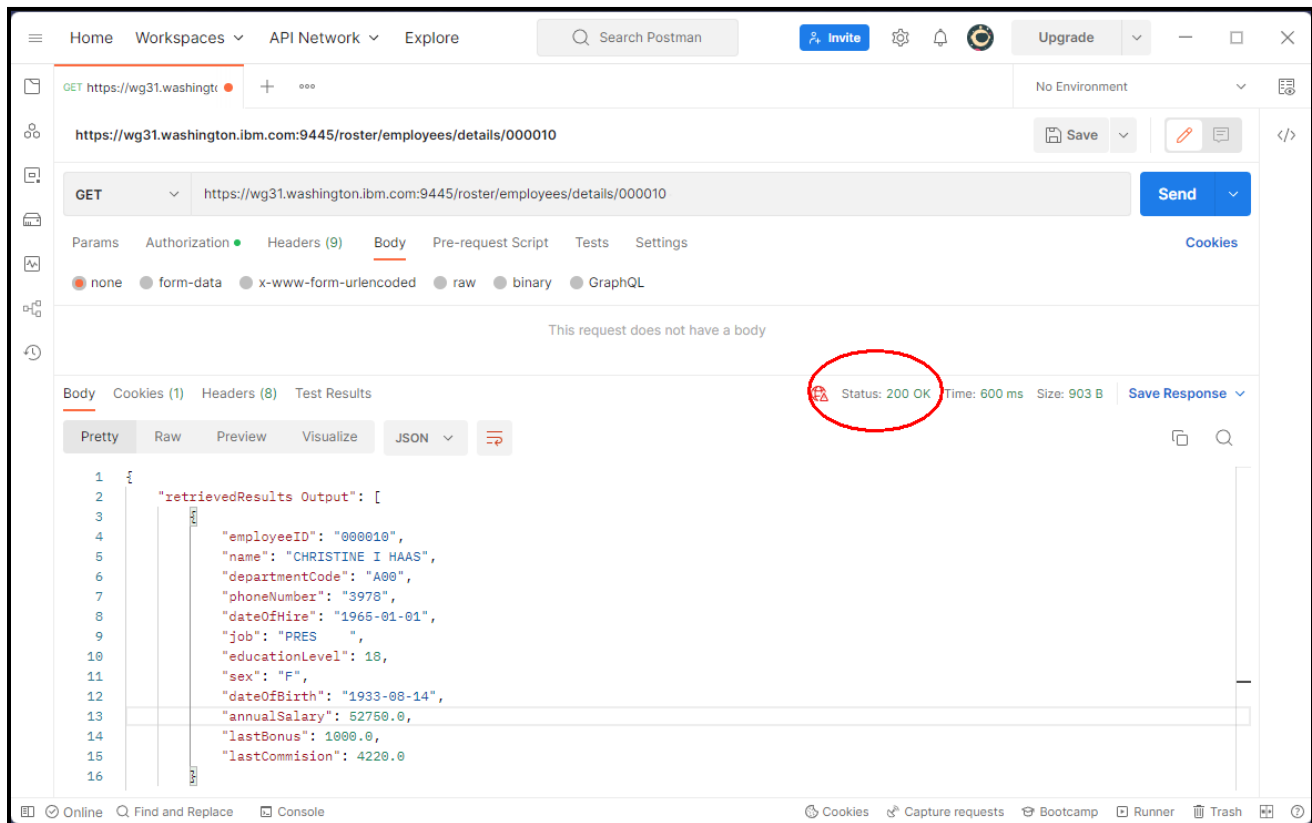 Home Workspaces API Network Explore Search Postman Invite Upgrade
GET https://wg31.washingt No Environment
https://wg31.washington.ibm.com:9445/roster/employees/details/000010 Save
GET https://wg31.washington.ibm.com:9445/roster/employees/details/000010 Send
Params Authorization Headers (9) Body Pre-request Script Tests Settings Cookies
none form-data x-www-form-urlencoded raw binary GraphQL
This request does not have a body
Body Cookies (1) Headers (8) Test Results Status: 200 OK Time: 600 ms Size: 903 B Save Response
Pretty Raw Preview Visualize JSON
1 {
2 "retrievedResults Output": [
3 {
4 "employeeID": "000010",
5 "name": "CHRISTINE I HAAS",
6 "departmentCode": "A00",
7 "phoneNumber": "3978",
8 "dateOfHire": "1965-01-01",
9 "job": "PRES    ",
10 "educationLevel": 18,
11 "sex": "F",
12 "dateOfBirth": "1933-08-14",
13 "annualSalary": 52750.0,
14 "lastBonus": 1000.0,
15 "lastCommision": 4220.0
16 }
Online Find and Replace Console Cookies Capture requests Bootcamp Runner Trash